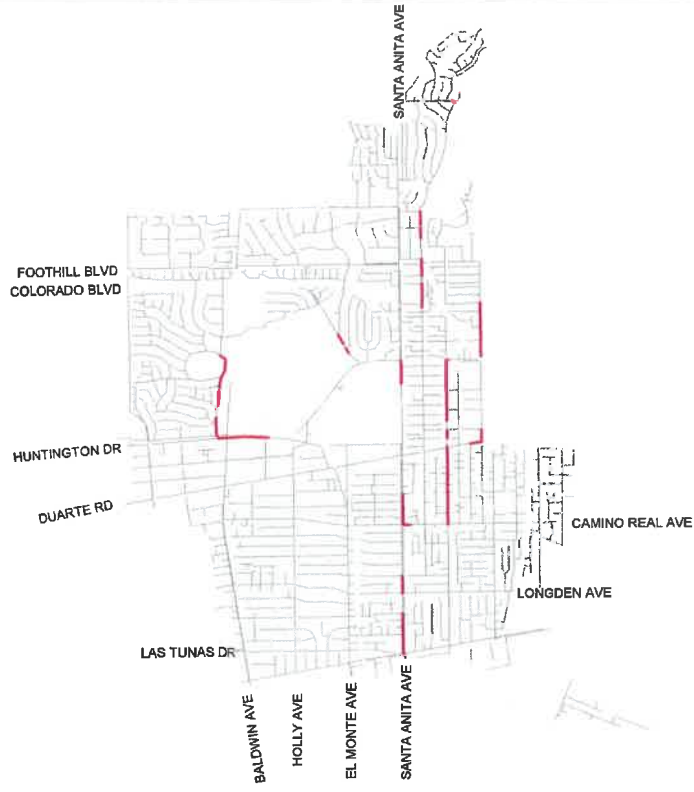 SANTA ANITA AVE
FOOTHILL BLVD
COLORADO BLVD
HUNTINGTON DR
DUARTE RD
CAMINO REAL AVE
LONGDEN AVE
LAS TUNAS DR
BALDWIN AVE
HOLLY AVE
EL MONTE AVE
SANTA ANITA AVE